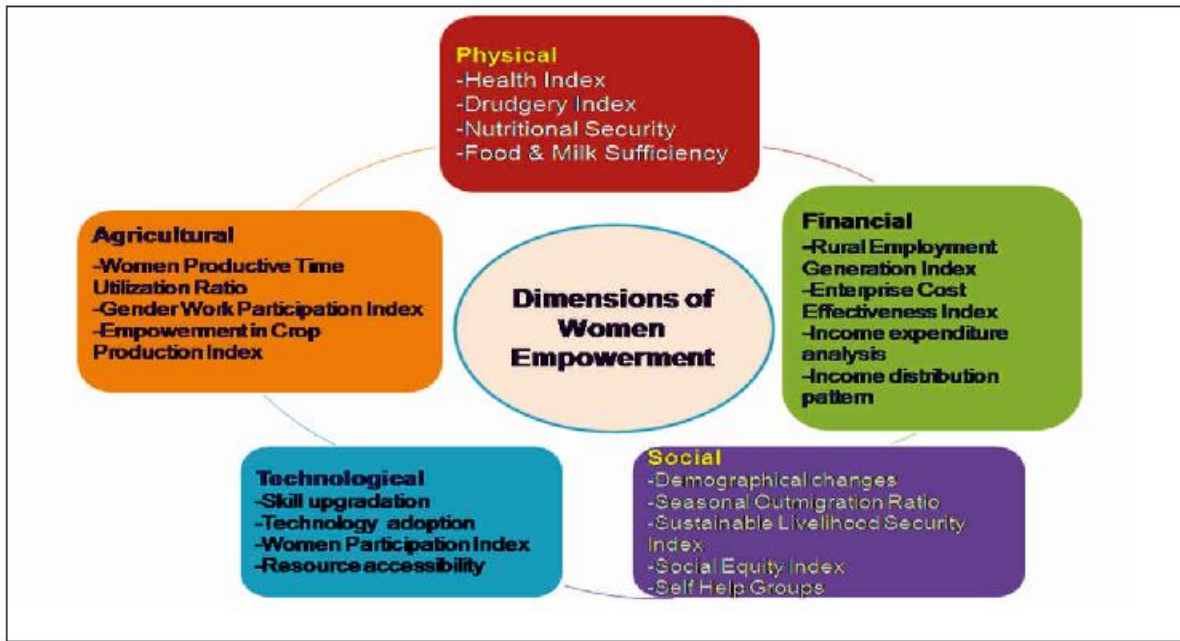 Physical
-Health Index
-Drudgery Index
-Nutritional Security
-Food & Milk Sufficiency
Financial
-Rural Employment
Generation Index
-Enterprise Cost
Effectiveness Index
-Income expenditure
analysis
-Income distribution
pattern
Social
-Demographical changes
-Seasonal Outmigration Ratio
-Sustainable Livelihood Security
Index
-Social Equity Index
-Self Help Groups
Technological
-Skill upgradation
-Technology adoption
-Women Participation Index
-Resource accessibility
Agricultural
-Women Productive Time
Utilization Ratio
-Gender Work Participation Index
-Empowerment in Crop
Production Index
Dimensions of
Women
Empowerment